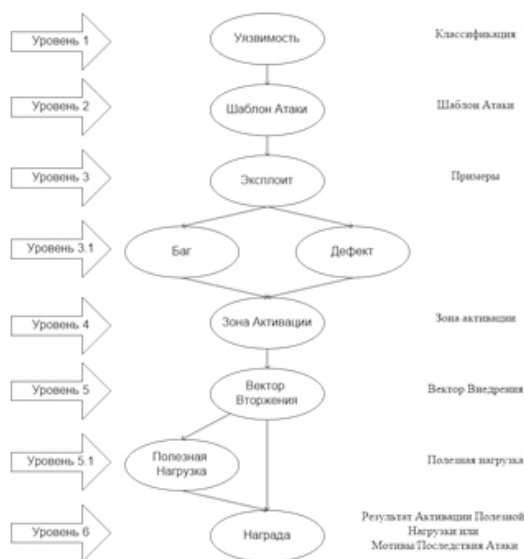 Уровень 1
Уязвимость
Классификация
Уровень 2
Шаблон Атаки
Шаблон Атаки
Уровень 3
Эксплоит
Примеры
Уровень 3.1
Баг
Дефект
Уровень 4
Зона Активации
Зона активации
Уровень 5
Вектор
Вторжения
Вектор Внедрения
Уровень 5.1
Полезная
Нагрузка
Полезная нагрузка
Уровень 6
Награда
Результат Активации Полезной
Нагрузки или
Мотивы/Последствия Атаки